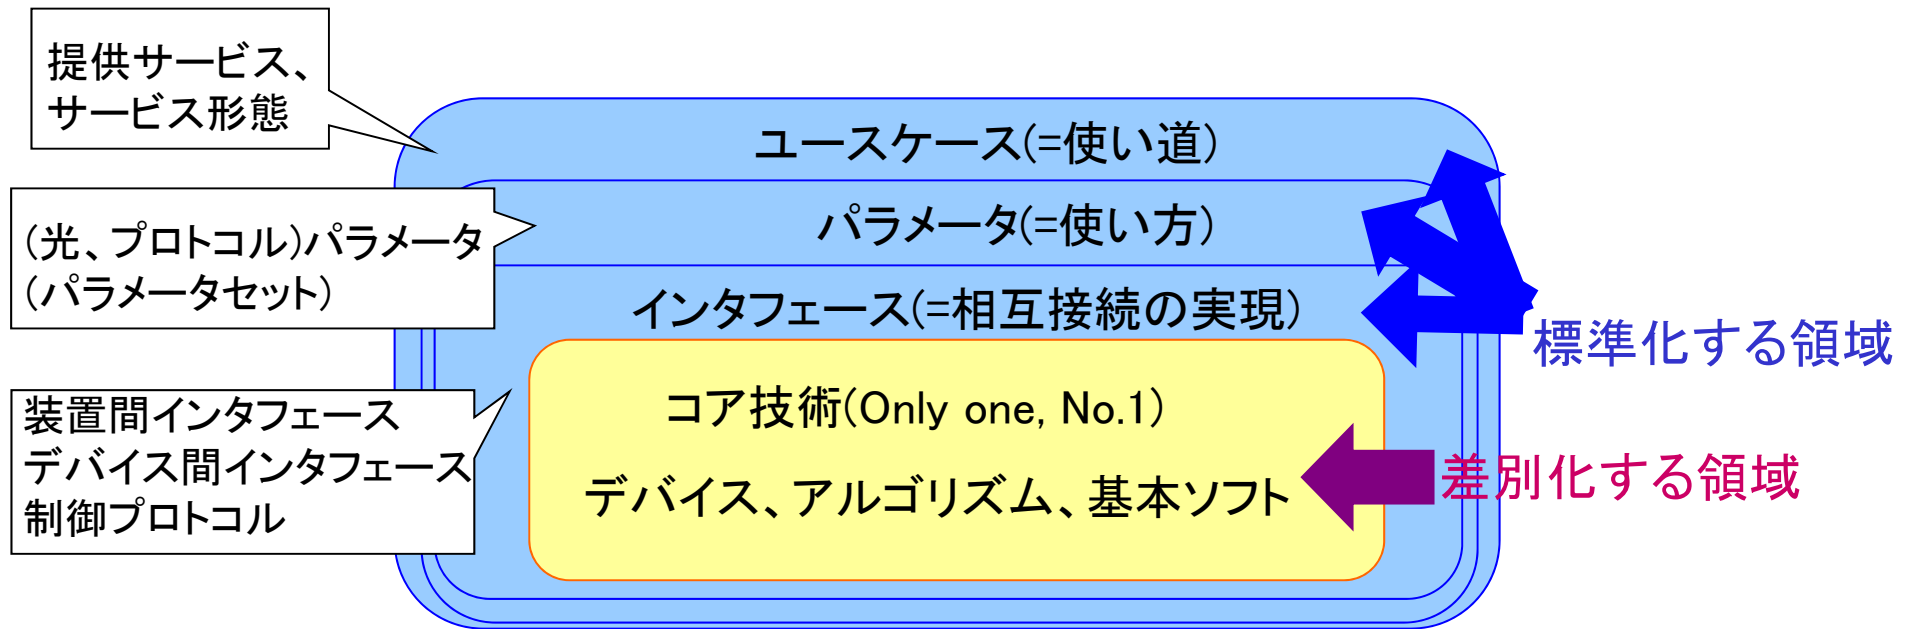 提供サービス、
サービス形態
ユースケース(=使い道)
パラメータ(=使い方)
(光、プロトコル)パラメータ
(パラメータセット)
インタフェース(=相互接続の実現)
標準化する領域
コア技術(Only one, No.1)
装置間インタフェース
デバイス間インタフェース
制御プロトコル
デバイス、アルゴリズム、基本ソフト
差別化する領域